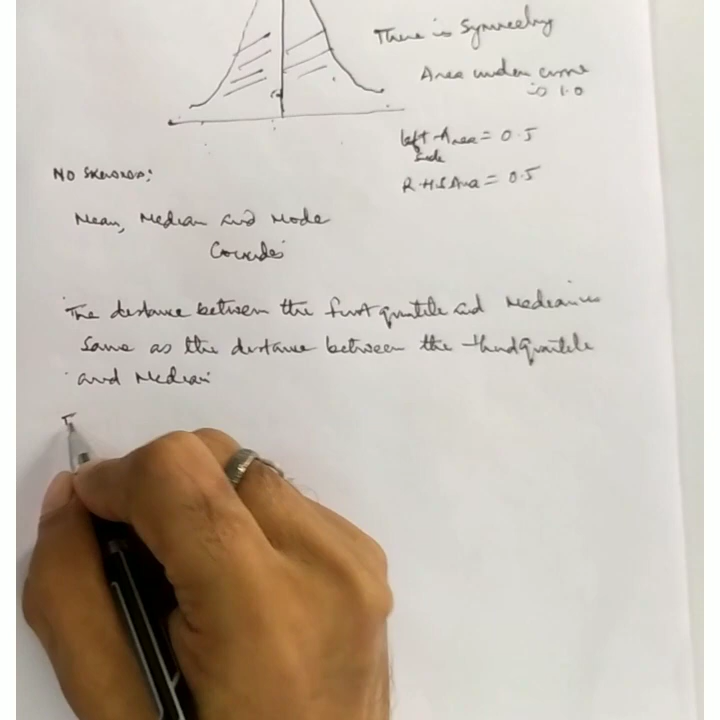 There is Symmetry
Area under curve
is 1.0
left Area = 0.5
Side
R.H.S Area = 0.5
NO Skewness:
Mean, Median and Mode
Coincides
The distance between the first quartile and Median is
Same as the distance between the third quartile
and Median